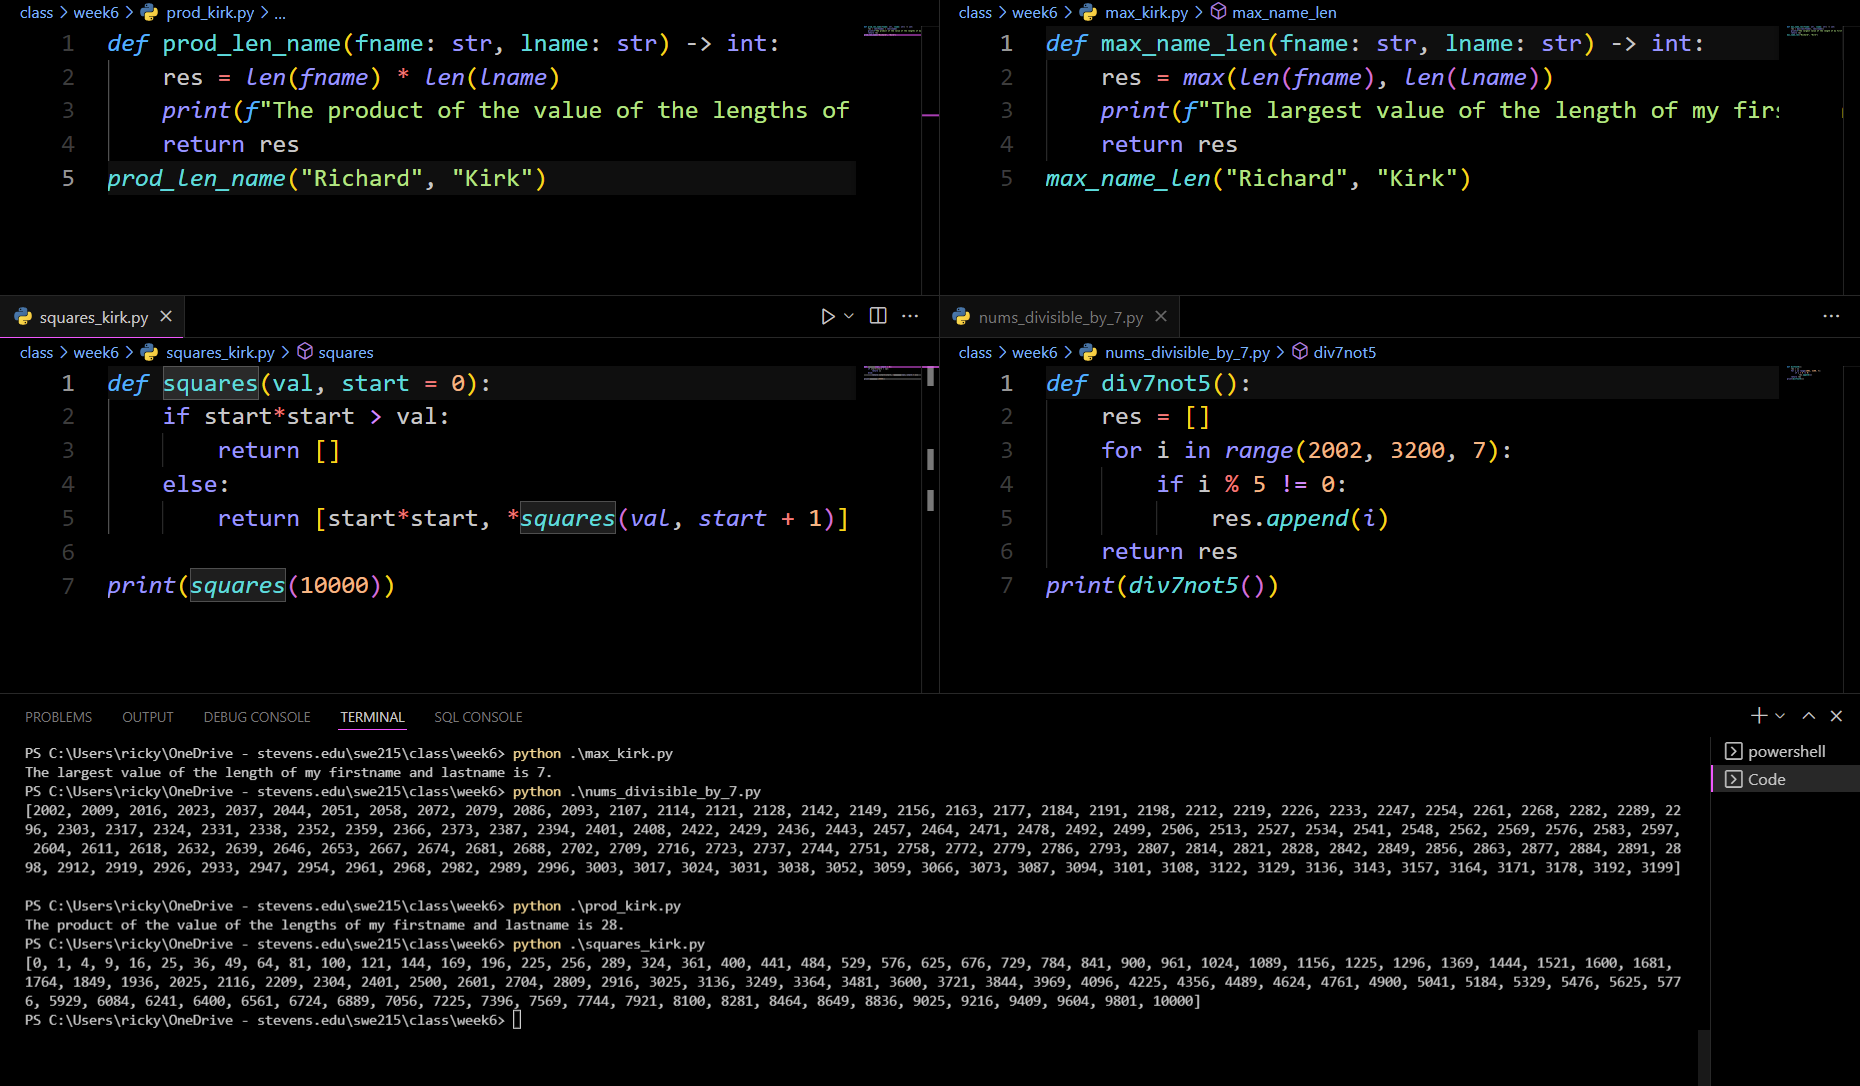 class > week6 > prod_kirk.py > ...
1 def prod_len_name(fname: str, lname: str) -> int:
2     res = len(fname) * len(lname)
3     print(f"The product of the value of the lengths of
4     return res
5 prod_len_name("Richard", "Kirk")
class > week6 > max_kirk.py > max_name_len
1 def max_name_len(fname: str, lname: str) -> int:
2     res = max(len(fname), len(lname))
3     print(f"The largest value of the length of my firs
4     return res
5 max_name_len("Richard", "Kirk")
squares_kirk.py
class > week6 > squares_kirk.py > squares
1 def squares(val, start = 0):
2     if start*start > val:
3         return []
4     else:
5         return [start*start, *squares(val, start + 1)]
6
7 print(squares(10000))
nums_divisible_by_7.py
class > week6 > nums_divisible_by_7.py > div7not5
1 def div7not5():
2     res = []
3     for i in range(2002, 3200, 7):
4         if i % 5 != 0:
5             res.append(i)
6     return res
7 print(div7not5())
PROBLEMS OUTPUT DEBUG CONSOLE TERMINAL SQL CONSOLE
PS C:\Users\ricky\OneDrive - stevens.edu\swe215\class\week6> python .\max_kirk.py
The largest value of the length of my firstname and lastname is 7.
PS C:\Users\ricky\OneDrive - stevens.edu\swe215\class\week6> python .\nums_divisible_by_7.py
[2002, 2009, 2016, 2023, 2037, 2044, 2051, 2058, 2072, 2079, 2086, 2093, 2107, 2114, 2121, 2128, 2142, 2149, 2156, 2163, 2177, 2184, 2191, 2198, 2212, 2219, 2226, 2233, 2247, 2254, 2261, 2268, 2282, 2289, 22
96, 2303, 2317, 2324, 2331, 2338, 2352, 2359, 2366, 2373, 2387, 2394, 2401, 2408, 2422, 2429, 2436, 2443, 2457, 2464, 2471, 2478, 2492, 2499, 2506, 2513, 2527, 2534, 2541, 2548, 2562, 2569, 2576, 2583, 2597,
2604, 2611, 2618, 2632, 2639, 2646, 2653, 2667, 2674, 2681, 2688, 2702, 2709, 2716, 2723, 2737, 2744, 2751, 2758, 2772, 2779, 2786, 2793, 2807, 2814, 2821, 2828, 2842, 2849, 2856, 2863, 2877, 2884, 2891, 28
98, 2912, 2919, 2926, 2933, 2947, 2954, 2961, 2968, 2982, 2989, 2996, 3003, 3017, 3024, 3031, 3038, 3052, 3059, 3066, 3073, 3087, 3094, 3101, 3108, 3122, 3129, 3136, 3143, 3157, 3164, 3171, 3178, 3192, 3199]
PS C:\Users\ricky\OneDrive - stevens.edu\swe215\class\week6> python .\prod_kirk.py
The product of the value of the lengths of my firstname and lastname is 28.
PS C:\Users\ricky\OneDrive - stevens.edu\swe215\class\week6> python .\squares_kirk.py
[0, 1, 4, 9, 16, 25, 36, 49, 64, 81, 100, 121, 144, 169, 196, 225, 256, 289, 324, 361, 400, 441, 484, 529, 576, 625, 676, 729, 784, 841, 900, 961, 1024, 1089, 1156, 1225, 1296, 1369, 1444, 1521, 1600, 1681,
1764, 1849, 1936, 2025, 2116, 2209, 2304, 2401, 2500, 2601, 2704, 2809, 2916, 3025, 3136, 3249, 3364, 3481, 3600, 3721, 3844, 3969, 4096, 4225, 4356, 4489, 4624, 4761, 4900, 5041, 5184, 5329, 5476, 5625, 577
6, 5929, 6084, 6241, 6400, 6561, 6724, 6889, 7056, 7225, 7396, 7569, 7744, 7921, 8100, 8281, 8464, 8649, 8836, 9025, 9216, 9409, 9604, 9801, 10000]
PS C:\Users\ricky\OneDrive - stevens.edu\swe215\class\week6>
powershell
Code